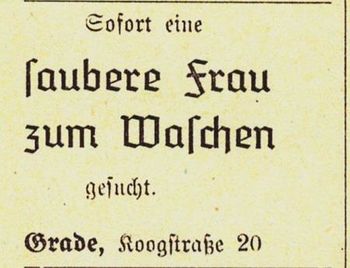 Sofort eine
saubere Frau
zum Waschen
gesucht.
Grade, Koogstraße 20